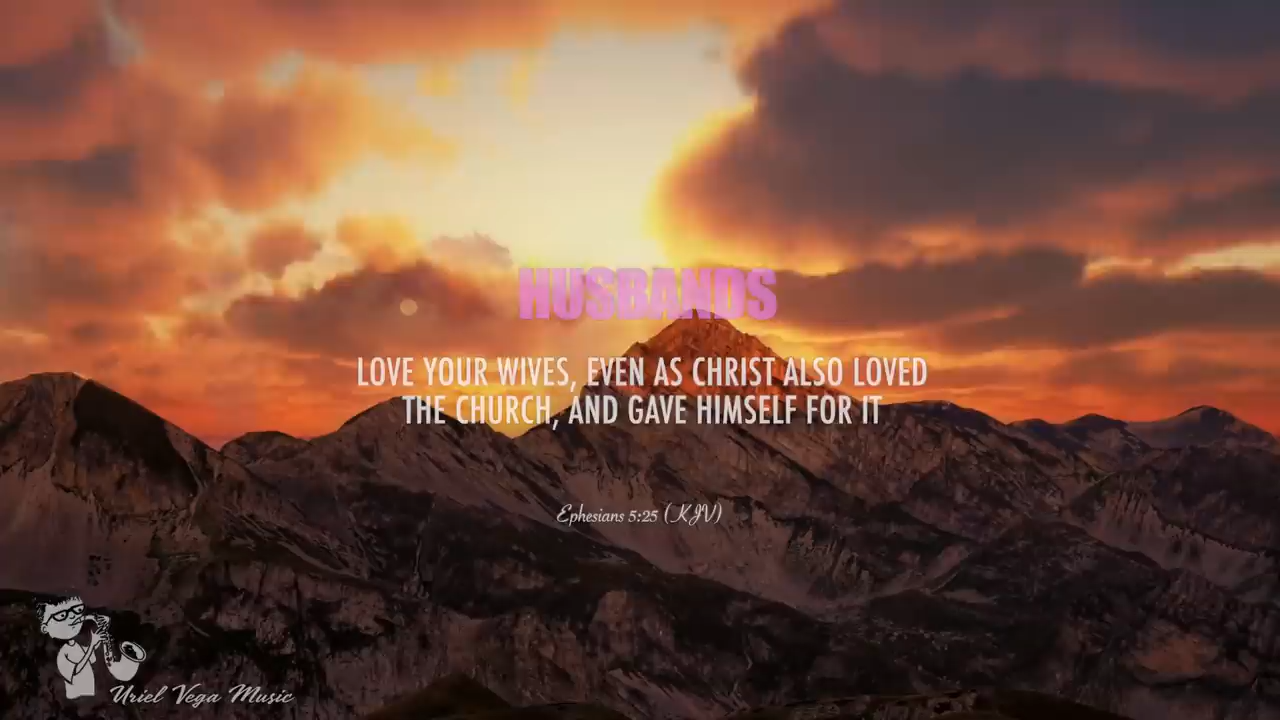 HUSBANDS
LOVE YOUR WIVES, EVEN AS CHRIST ALSO LOVED
THE CHURCH, AND GAVE HIMSELF FOR IT
Ephesians 5:25 (KJV)
Uriel Vega Music